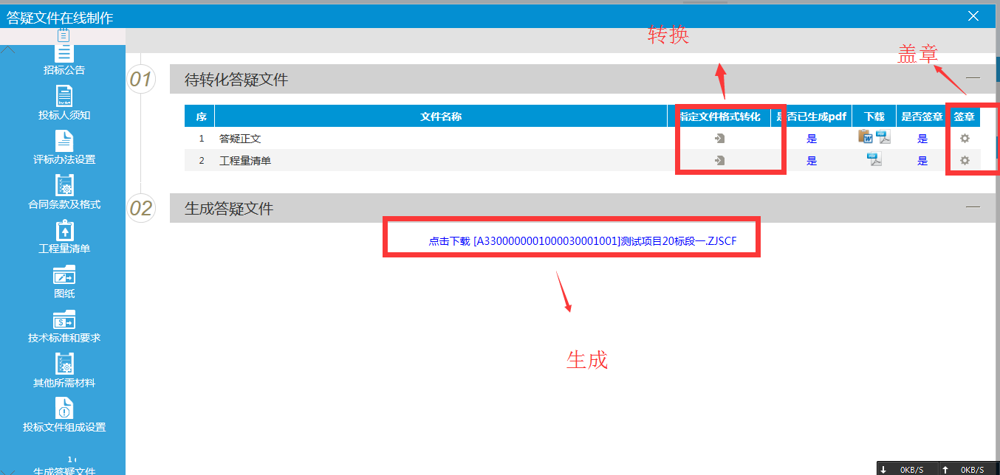 答疑文件在线制作
转换
盖章
招标公告
投标人须知
评标办法设置
合同条款及格式
工程量清单
图纸
技术标准和要求
其他所需材料
投标文件组成设置
生成答疑文件
01 待转化答疑文件
序 文件名称 指定文件格式转化 是否已生成pdf 下载 是否签章 签章
1 答疑正文 是 是
2 工程量清单 是 是
02 生成答疑文件
点击下载 [A3300000001000030001001]测试项目20标段一.ZJSCF
生成
0KB/S 0KB/S